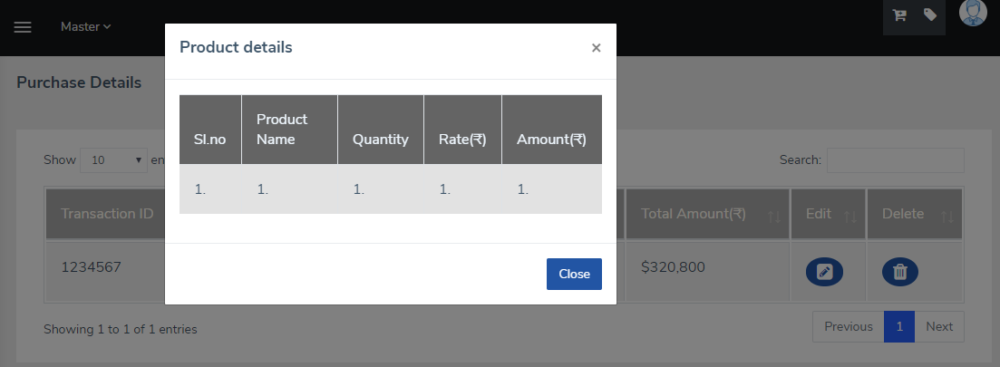 Master
Product details
×
Purchase Details
Sl.no
Product
Name
Quantity
Rate(₹)
Amount(₹)
1.
1.
1.
1.
1.
Close
Show 10 en
Search:
Transaction ID
Total Amount(₹)
Edit
Delete
1234567
$320,800
Showing 1 to 1 of 1 entries
Previous 1 Next